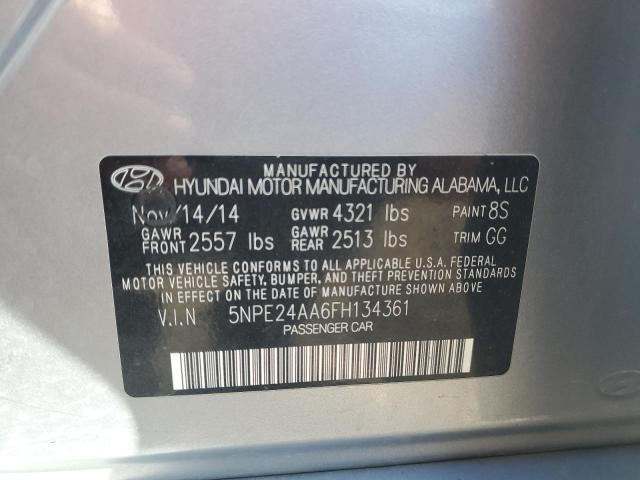 MANUFACTURED BY
HYUNDAI MOTOR MANUFACTURING ALABAMA, LLC
Nov/14/14 GVWR 4321 lbs PAINT 8S
GAWR FRONT 2557 lbs GAWR REAR 2513 lbs TRIM GG
THIS VEHICLE CONFORMS TO ALL APPLICABLE U.S.A. FEDERAL
MOTOR VEHICLE SAFETY, BUMPER, AND THEFT PREVENTION STANDARDS
IN EFFECT ON THE DATE OF MANUFACTURE SHOWN ABOVE.
V.I.N 5NPE24AA6FH134361
PASSENGER CAR